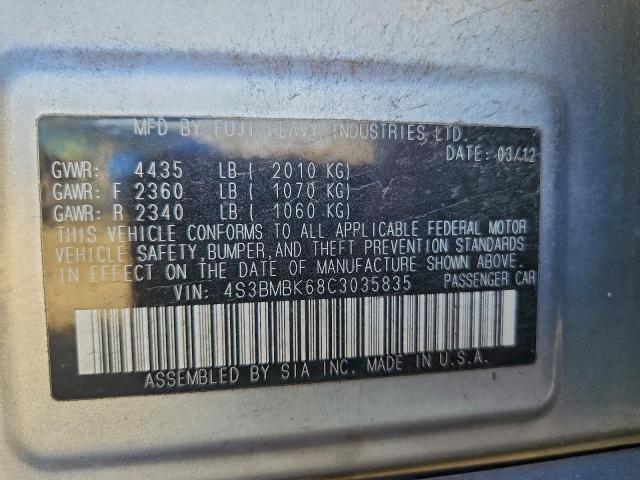 MFD BY FUJI HEAVY INDUSTRIES LTD.
DATE: 03/12
GVWR: 4435 LB ( 2010 KG)
GAWR: F 2360 LB ( 1070 KG)
GAWR: R 2340 LB ( 1060 KG)
THIS VEHICLE CONFORMS TO ALL APPLICABLE FEDERAL MOTOR
VEHICLE SAFETY, BUMPER, AND THEFT PREVENTION STANDARDS
IN EFFECT ON THE DATE OF MANUFACTURE SHOWN ABOVE.
VIN: 4S3BMBK68C3035835 PASSENGER CAR
ASSEMBLED BY SIA INC. MADE IN U.S.A.